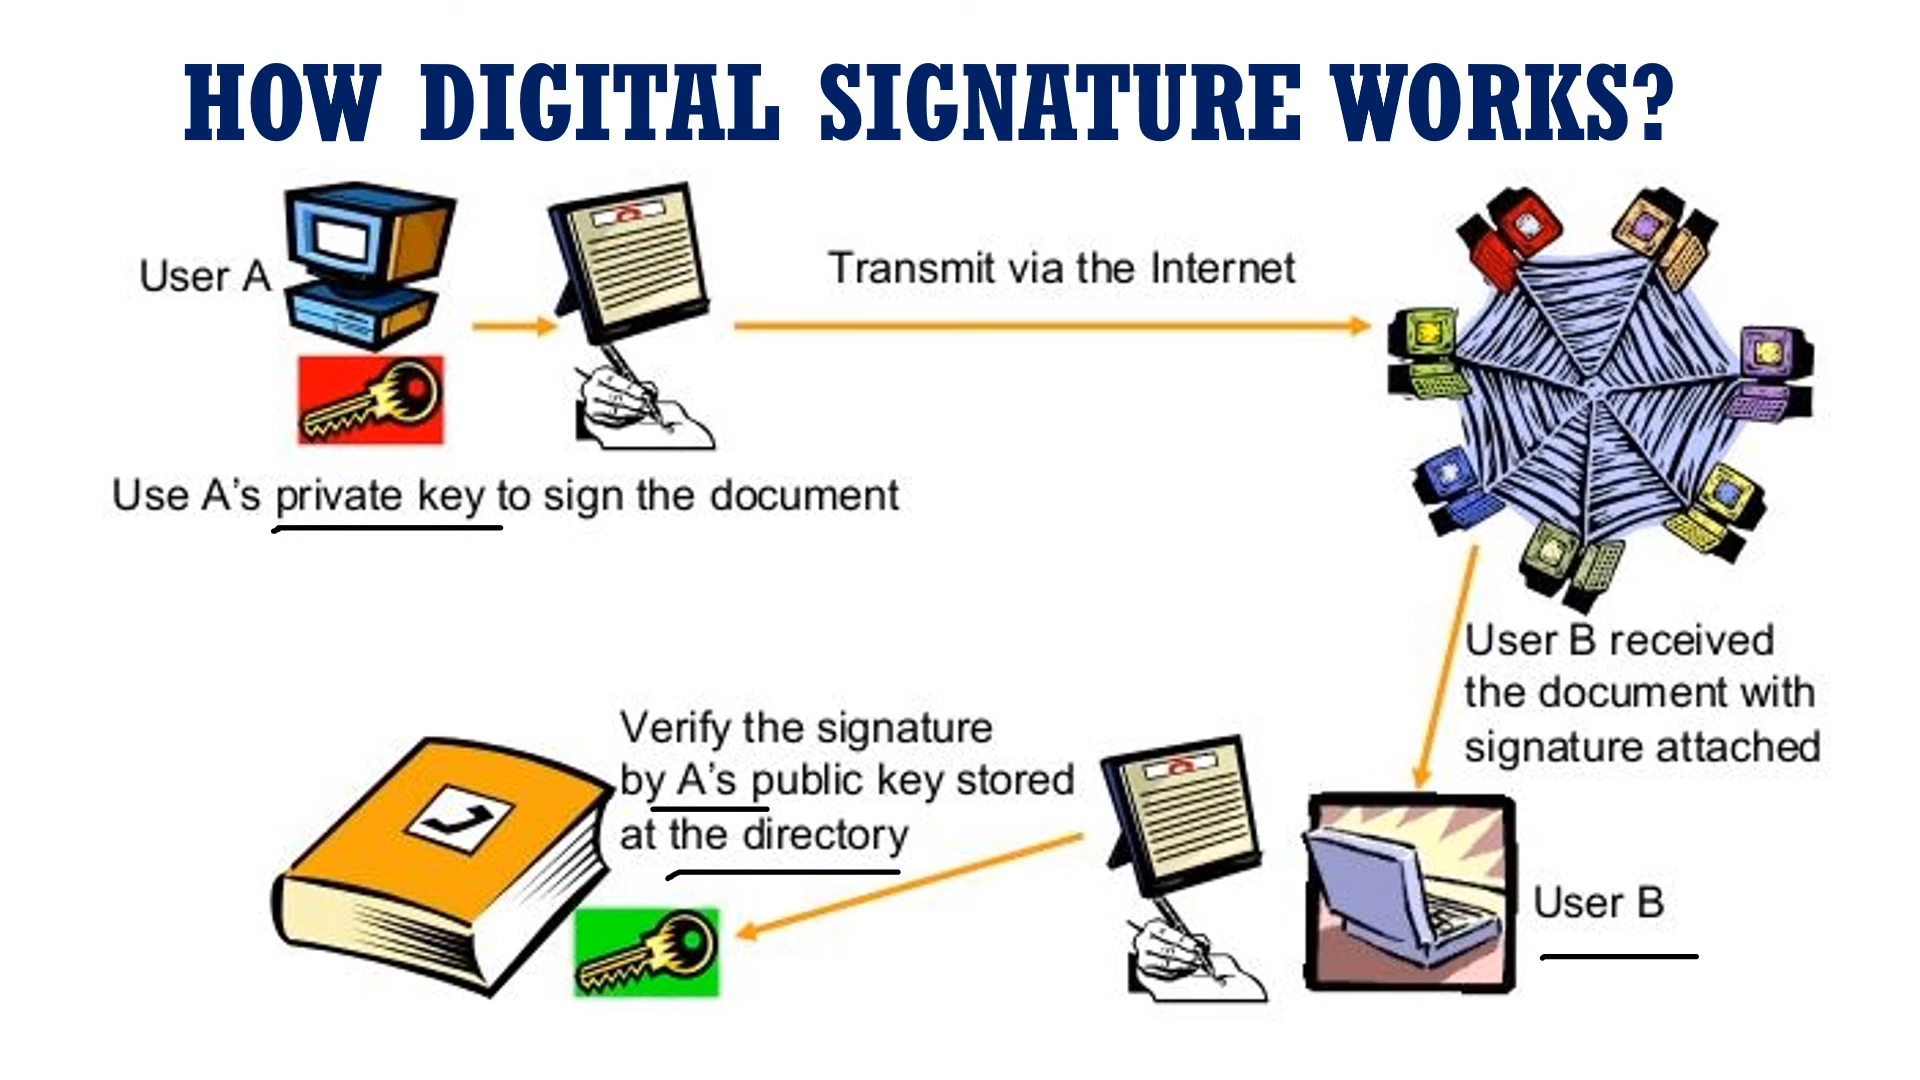 HOW DIGITAL SIGNATURE WORKS?
User A
Transmit via the Internet
Use A's private key to sign the document
User B received
the document with
signature attached
Verify the signature
by A's public key stored
at the directory
User B